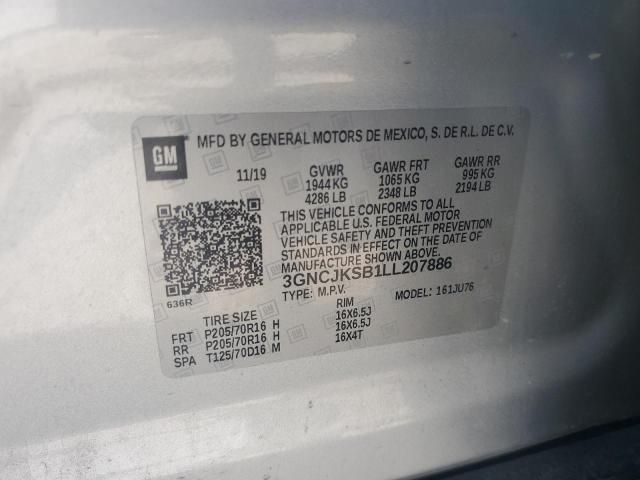 GM
MFD BY GENERAL MOTORS DE MEXICO, S. DE R.L. DE C.V.
11/19 GVWR GAWR FRT GAWR RR
1944 KG 1065 KG 995 KG
4286 LB 2348 LB 2194 LB
THIS VEHICLE CONFORMS TO ALL
APPLICABLE U.S. FEDERAL MOTOR
VEHICLE SAFETY AND THEFT PREVENTION
STANDARDS IN EFFECT ON THE DATE OF
MANUFACTURE SHOWN ABOVE.
3GNCJKSB1LL207886
636R TYPE: M.P.V. MODEL: 161JU76
TIRE SIZE RIM
FRT P205/70R16 H 16X6.5J
RR P205/70R16 H 16X6.5J
SPA T125/70D16 M 16X4T